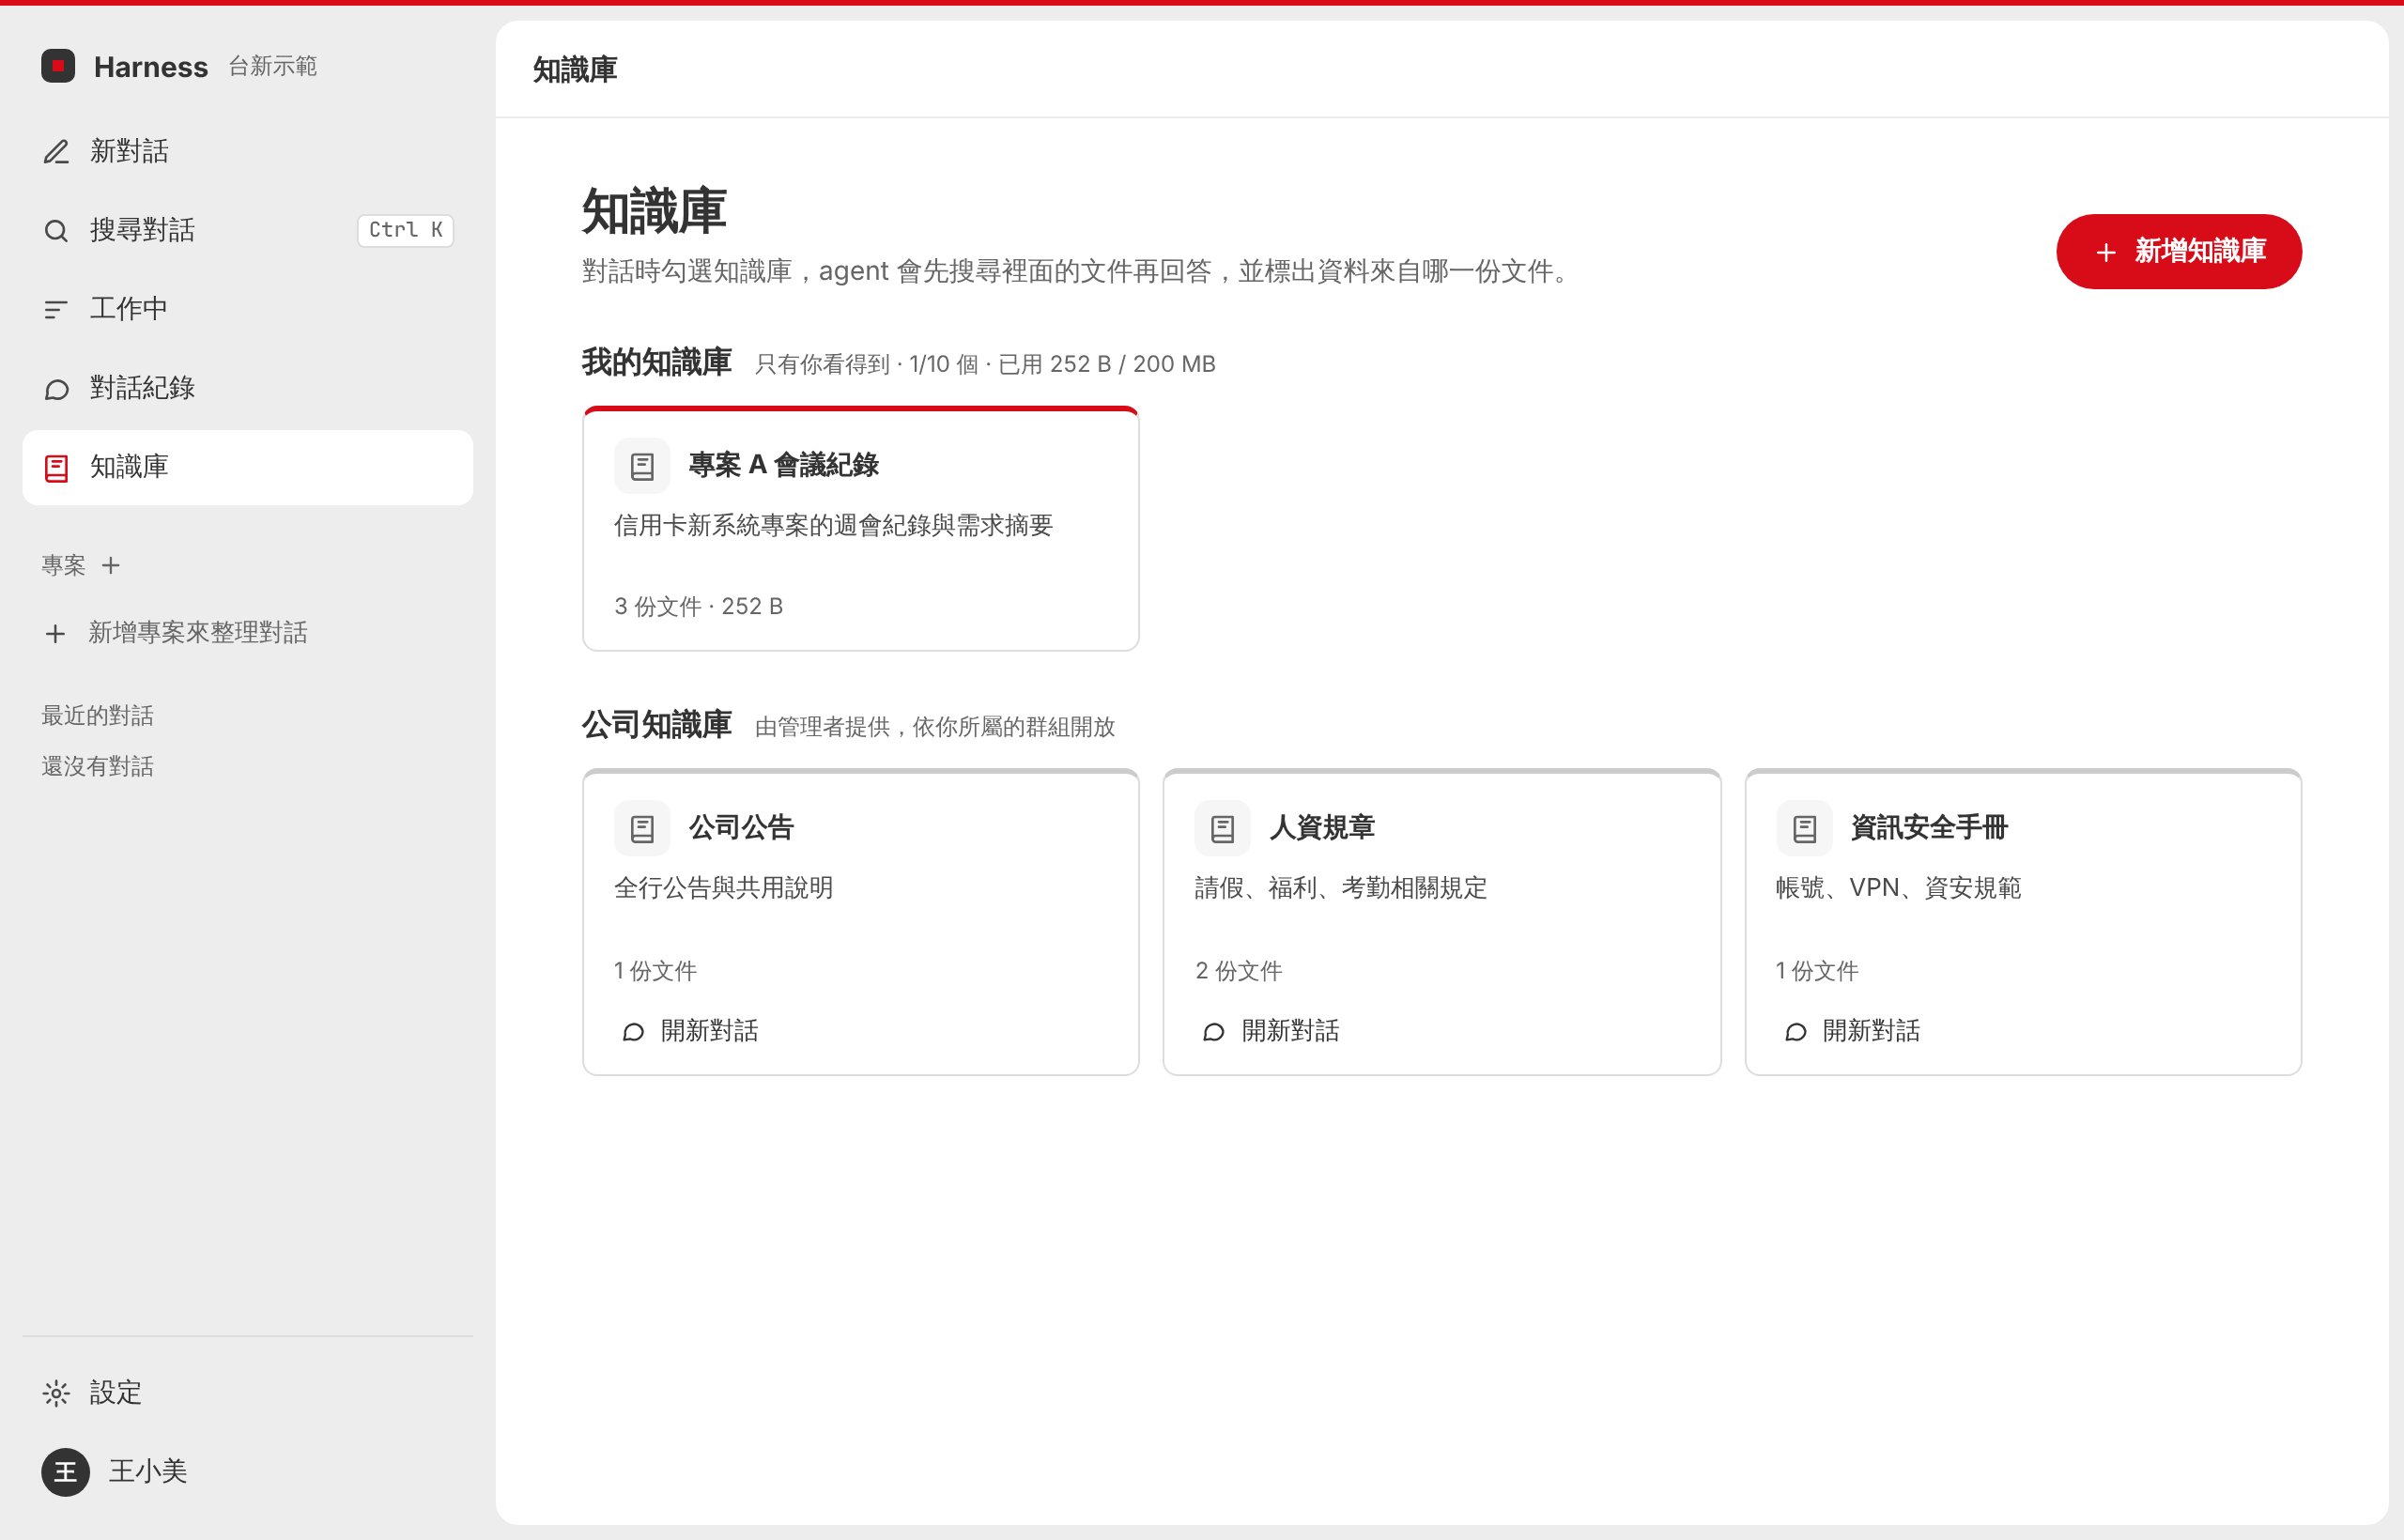 Harness 台新示範
新對話
搜尋對話 Ctrl K
工作中
對話紀錄
知識庫
專案
新增專案來整理對話
最近的對話
還沒有對話
設定
王 王小美
知識庫
知識庫
對話時勾選知識庫，agent 會先搜尋裡面的文件再回答，並標出資料來自哪一份文件。
新增知識庫
我的知識庫 只有你看得到 · 1/10 個 · 已用 252 B / 200 MB
專案 A 會議紀錄
信用卡新系統專案的週會紀錄與需求摘要
3 份文件 · 252 B
公司知識庫 由管理者提供，依你所屬的群組開放
公司公告
全行公告與共用說明
1 份文件
開新對話
人資規章
請假、福利、考勤相關規定
2 份文件
開新對話
資訊安全手冊
帳號、VPN、資安規範
1 份文件
開新對話